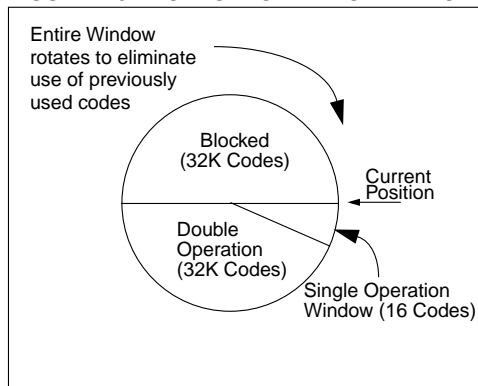 Entire Window
rotates to eliminate
use of previously
used codes
Blocked
(32K Codes)
Current
Position
Double
Operation
(32K Codes)
Single Operation
Window (16 Codes)